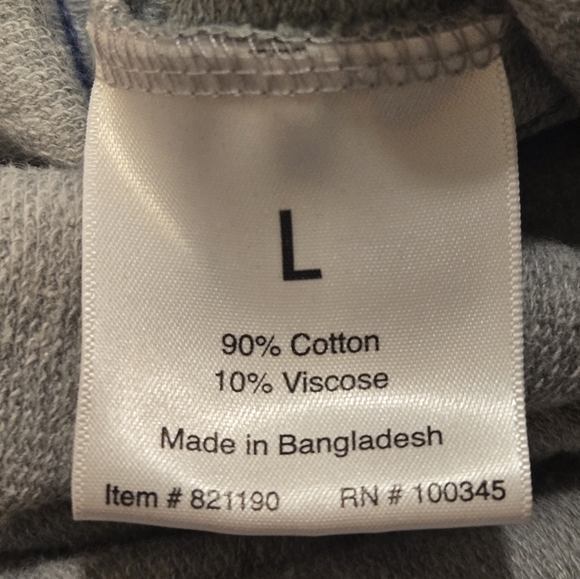 L
90% Cotton
10% Viscose
Made in Bangladesh
Item # 821190 RN # 100345